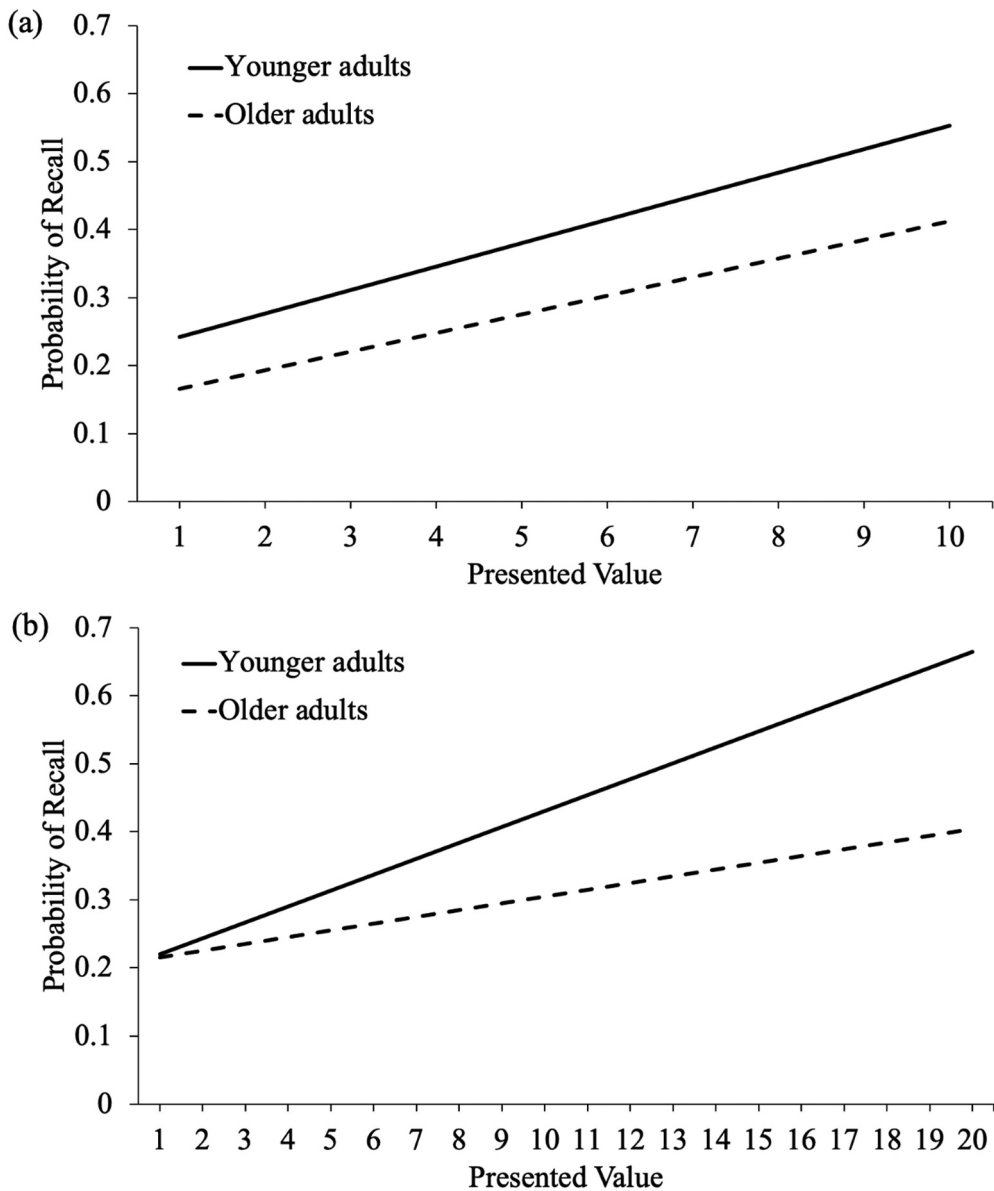 (a)
0.7
0.6
0.5
0.4
0.3
0.2
0.1
0
Probability of Recall
Younger adults
Older adults
1 2 3 4 5 6 7 8 9 10
Presented Value
(b)
0.7
0.6
0.5
0.4
0.3
0.2
0.1
0
Probability of Recall
Younger adults
Older adults
1 2 3 4 5 6 7 8 9 10 11 12 13 14 15 16 17 18 19 20
Presented Value